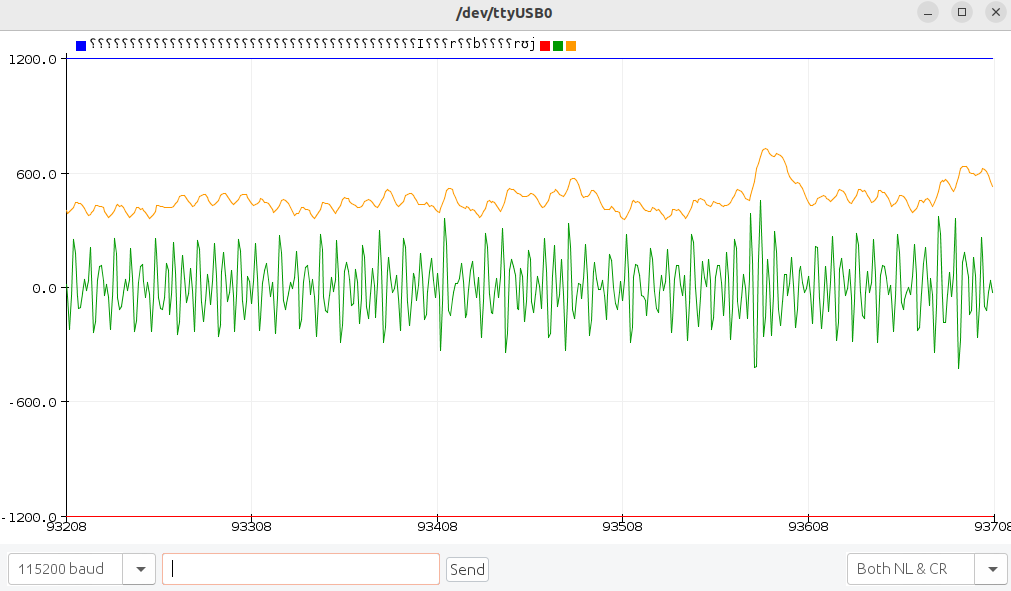 /dev/ttyUSB0
⸮⸮⸮⸮⸮⸮⸮⸮⸮⸮⸮⸮⸮⸮⸮⸮⸮⸮⸮⸮⸮⸮⸮⸮⸮⸮⸮⸮⸮⸮⸮⸮⸮⸮⸮⸮⸮⸮⸮⸮⸮I⸮⸮⸮r⸮⸮b⸮⸮⸮⸮rʊj
1200.0
600.0
0.0
-600.0
-1200.0
93208 93308 93408 93508 93608 93708
115200 baud Send Both NL & CR